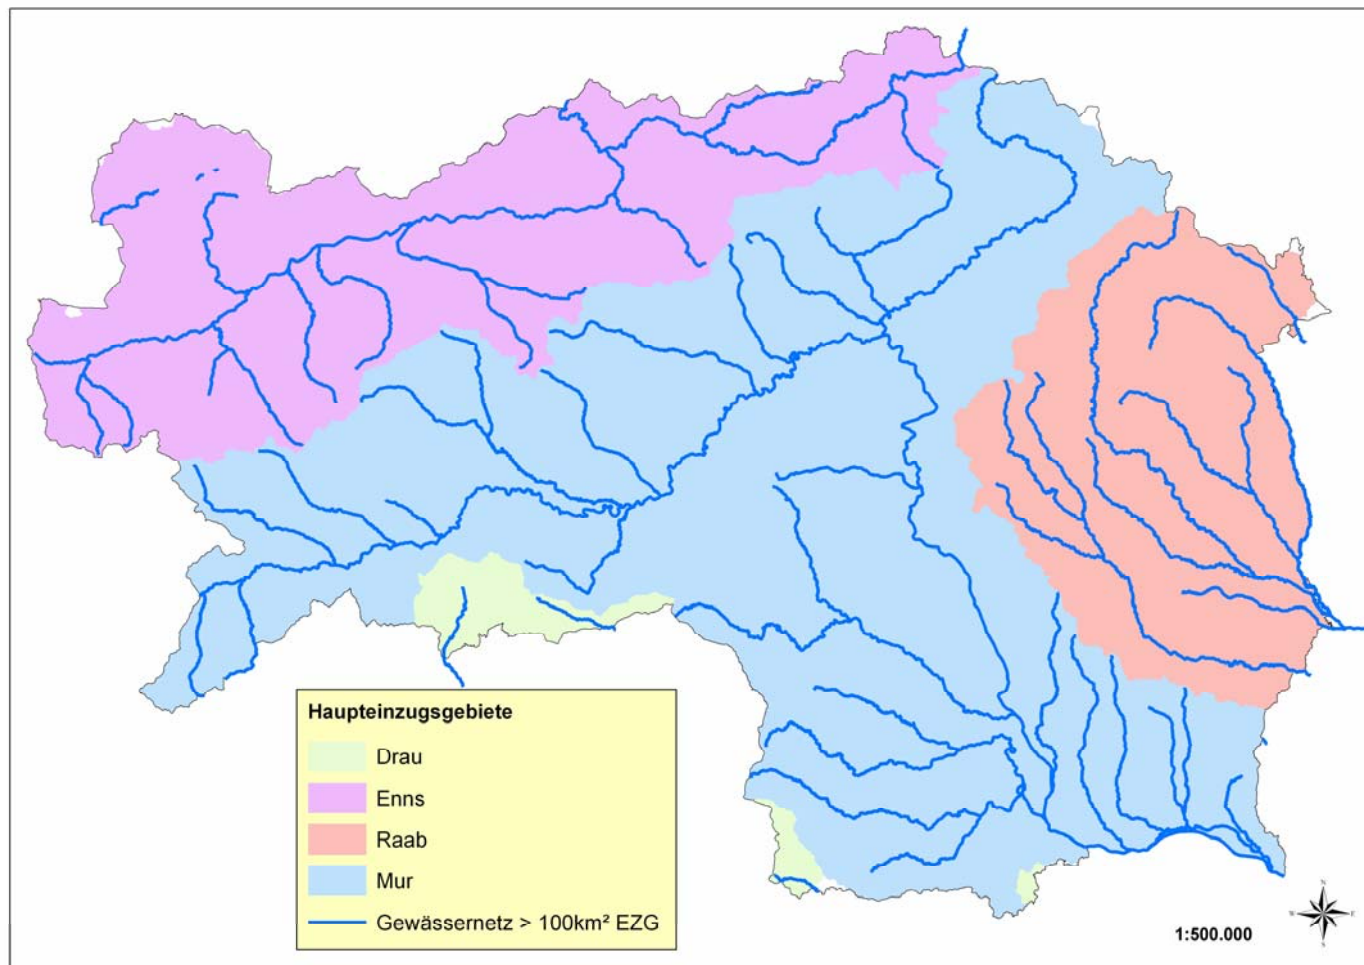 Haupteinzugsgebiete
Drau
Enns
Raab
Mur
Gewässernetz > 100km² EZG
1:500.000
N
W
E
S